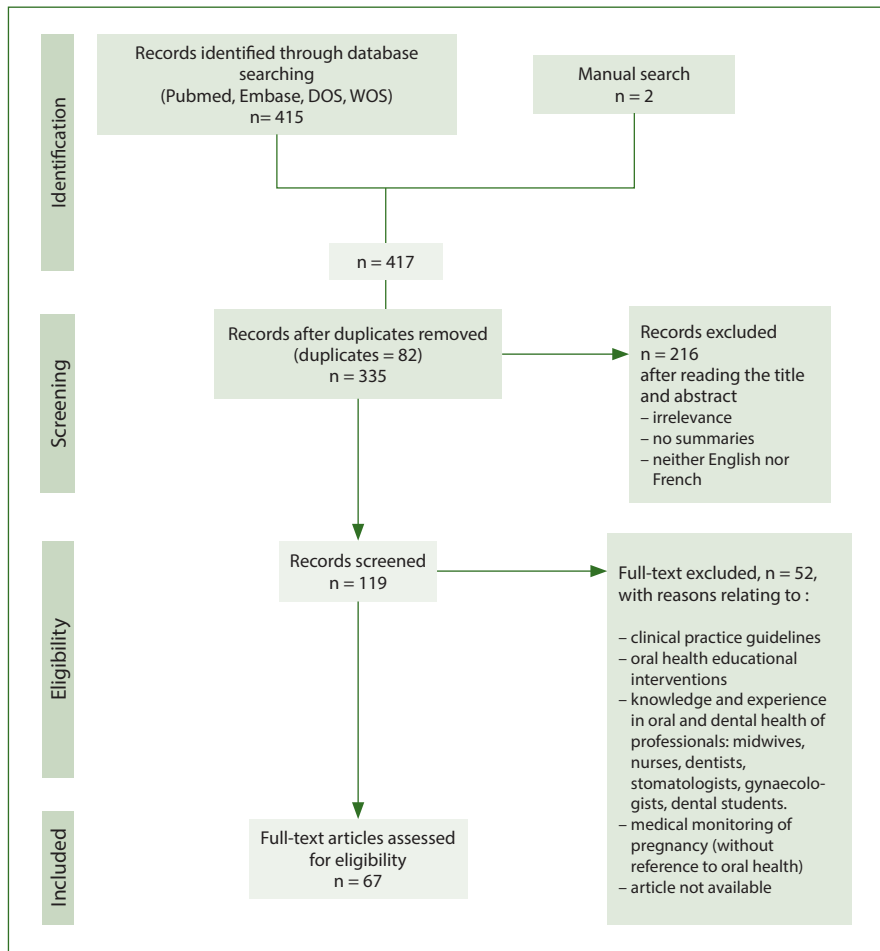 Identification
Records identified through database
searching
(Pubmed, Embase, DOS, WOS)
n= 415
Manual search
n = 2
n = 417
Screening
Records after duplicates removed
(duplicates = 82)
n = 335
Records excluded
n = 216
after reading the title
and abstract
– irrelevance
– no summaries
– neither English nor
French
Eligibility
Records screened
n = 119
Full-text excluded, n = 52,
with reasons relating to :
– clinical practice guidelines
– oral health educational
interventions
– knowledge and experience
in oral and dental health of
professionals: midwives,
nurses, dentists,
stomatologists, gynaecolo-
gists, dental students.
– medical monitoring of
pregnancy (without
reference to oral health)
– article not available
Included
Full-text articles assessed
for eligibility
n = 67